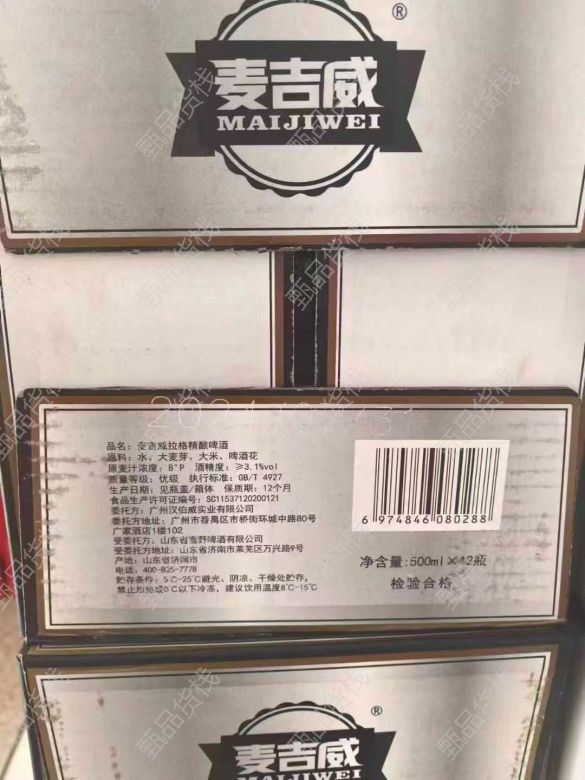 ®
麦吉威
MAIJIWEI
品名：麦吉威拉格精酿啤酒
原料：水、大麦芽、大米、啤酒花
原麦汁浓度：8°P 酒精度：≥3.1%vol
质量等级：优级 执行标准：GB/T 4927
生产日期：见瓶盖/箱体 保质期：12个月
食品生产许可证编号：SC11537120200121
委托方：广州汉伯威实业有限公司
委托方地址：广州市番禺区市桥街环城中路80号
广家酒店1楼102
受委托方：山东省雪野啤酒有限公司
受委托方地址：山东省济南市莱芜区万兴路9号
产地：山东省济南市
电话：400-825-7778
贮存条件：5℃-25℃避光、阴凉、干燥处贮存，
禁止加热或0℃以下冷冻，建议饮用温度8℃-15℃
6 974846 080288
净含量：500ml×12瓶
检验合格
®
麦吉威
MAIJIWEI
甄品货栈